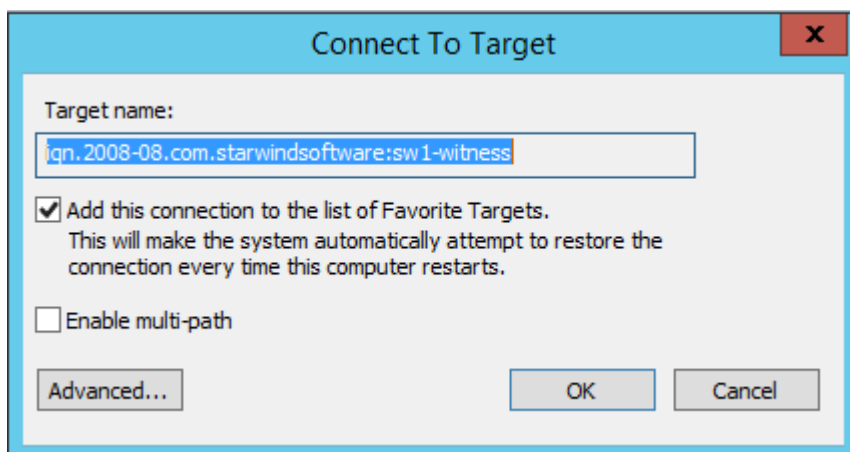 Connect To Target
x
Target name:
iqn.2008-08.com.starwindsoftware:sw1-witness
Add this connection to the list of Favorite Targets.
This will make the system automatically attempt to restore the
connection every time this computer restarts.
Enable multi-path
Advanced...
OK
Cancel